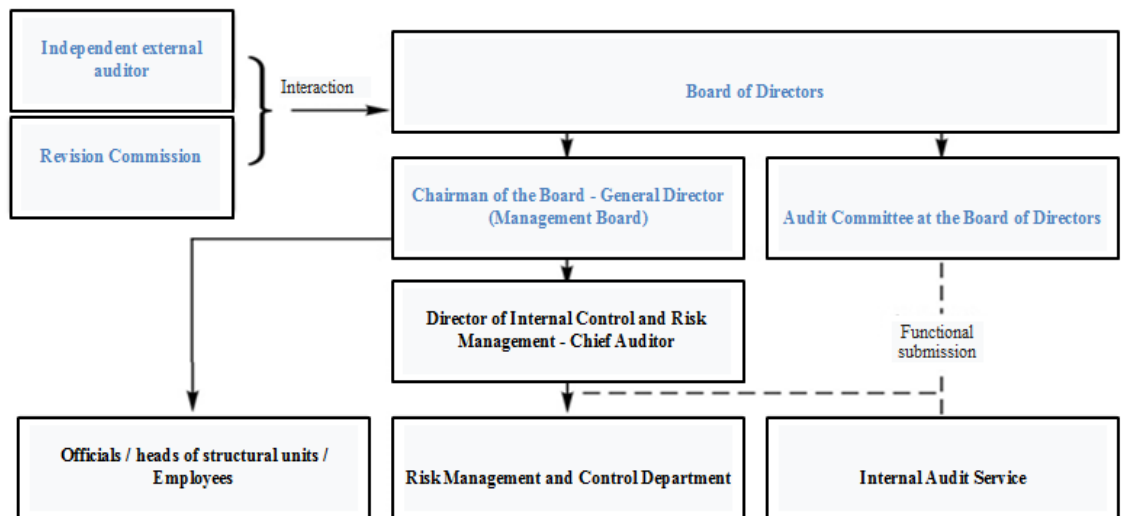 Independent external
auditor
Revision Commission
Interaction
Board of Directors
Chairman of the Board - General Director
(Management Board)
Audit Committee at the Board of Directors
Director of Internal Control and Risk
Management - Chief Auditor
Functional
submission
Officials / heads of structural units /
Employees
Risk Management and Control Department
Internal Audit Service